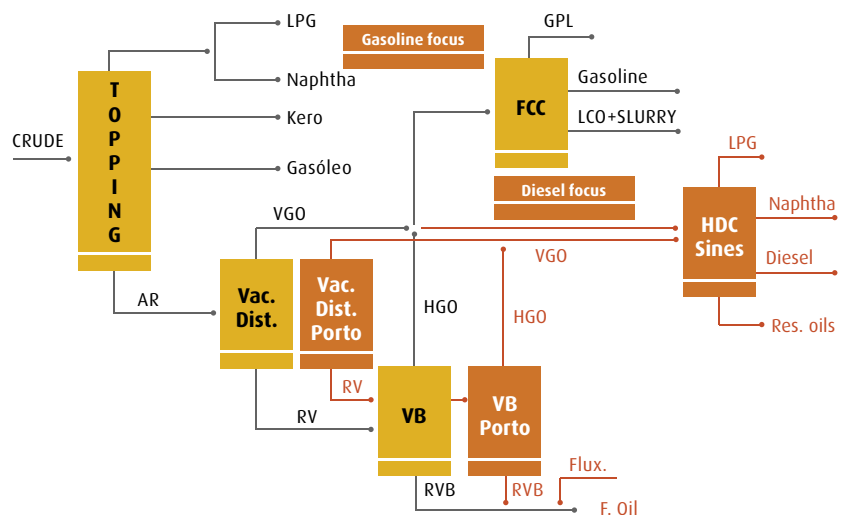 LPG
GPL
Gasoline focus
Naphtha
Gasoline
T
O
P
P
I
N
G
FCC
Kero
LCO+SLURRY
CRUDE
LPG
Gasóleo
Diesel focus
Naphtha
VGO
HDC
Sines
VGO
Diesel
Vac.
Dist.
Vac.
Dist.
Porto
AR
HGO
HGO
Res. oils
RV
RV
VB
VB
Porto
Flux.
RVB
RVB
F. Oil